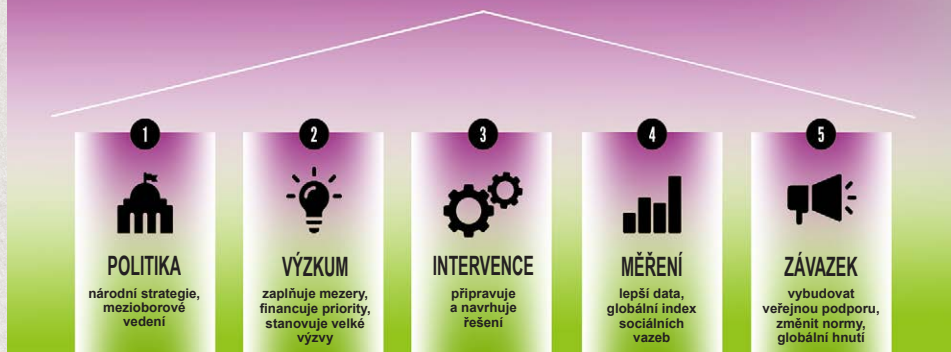 1
POLITIKA
národní strategie,
mezioborové
vedení
2
VÝZKUM
zaplňuje mezery,
financuje priority,
stanovuje velké
výzvy
3
INTERVENCE
připravuje
a navrhuje
řešení
4
MĚŘENÍ
lepší data,
globální index
sociálních
vazeb
5
ZÁVAZEK
vybudovat
veřejnou podporu,
změnit normy,
globální hnutí